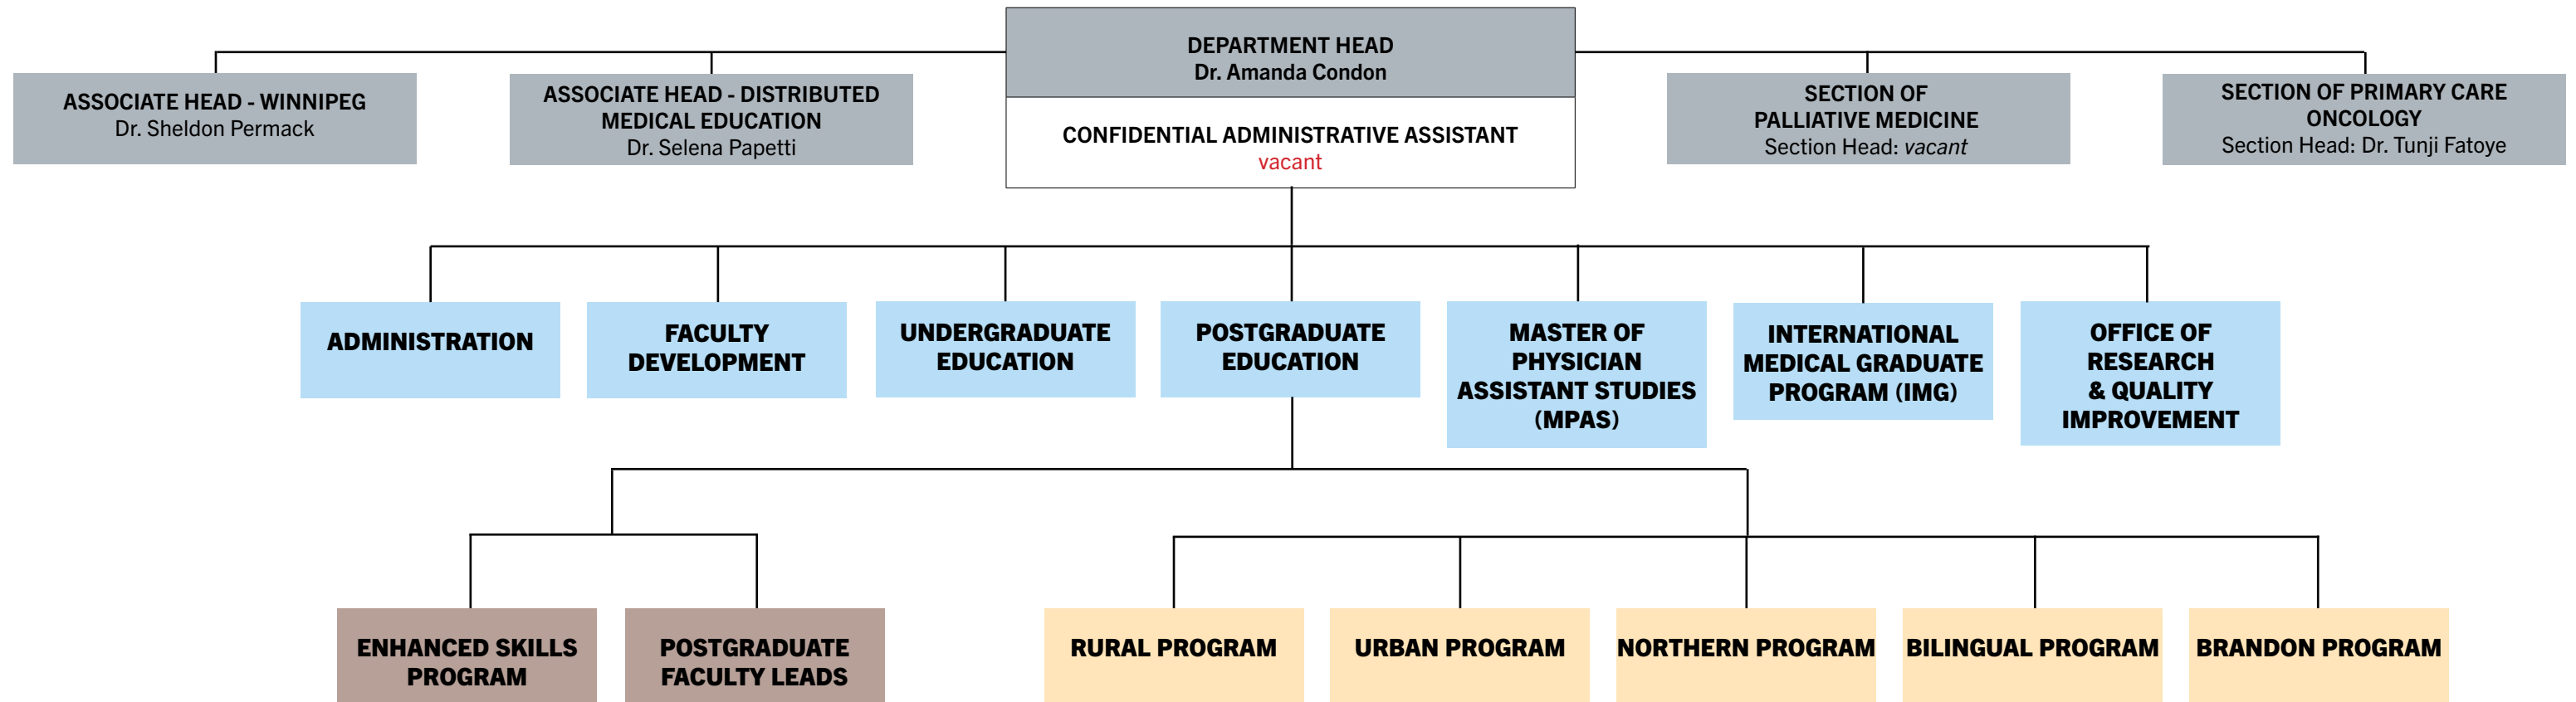 DEPARTMENT HEAD
Dr. Amanda Condon
CONFIDENTIAL ADMINISTRATIVE ASSISTANT
vacant
ASSOCIATE HEAD - WINNIPEG
Dr. Sheldon Permack
ASSOCIATE HEAD - DISTRIBUTED
MEDICAL EDUCATION
Dr. Selena Papetti
SECTION OF
PALLIATIVE MEDICINE
Section Head: vacant
SECTION OF PRIMARY CARE
ONCOLOGY
Section Head: Dr. Tunji Fatoye
ADMINISTRATION
FACULTY
DEVELOPMENT
UNDERGRADUATE
EDUCATION
POSTGRADUATE
EDUCATION
MASTER OF
PHYSICIAN
ASSISTANT STUDIES
(MPAS)
INTERNATIONAL
MEDICAL GRADUATE
PROGRAM (IMG)
OFFICE OF
RESEARCH
& QUALITY
IMPROVEMENT
ENHANCED SKILLS
PROGRAM
POSTGRADUATE
FACULTY LEADS
RURAL PROGRAM
URBAN PROGRAM
NORTHERN PROGRAM
BILINGUAL PROGRAM
BRANDON PROGRAM